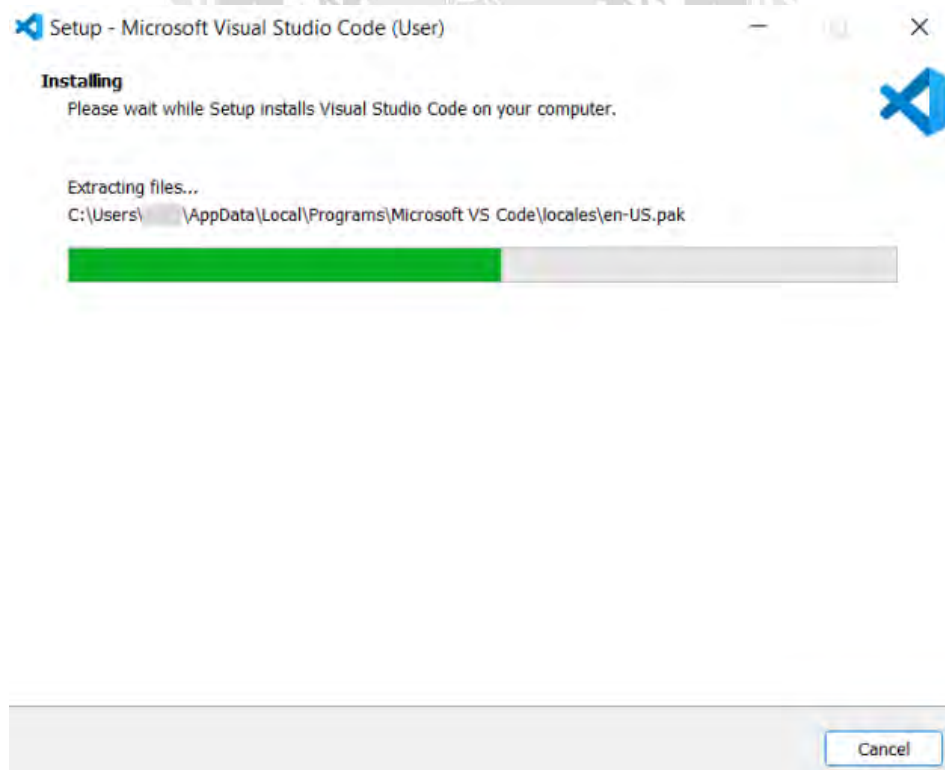 Setup - Microsoft Visual Studio Code (User)
Installing
Please wait while Setup installs Visual Studio Code on your computer.
Extracting files...
C:\Users\ \AppData\Local\Programs\Microsoft VS Code\locales\en-US.pak
Cancel